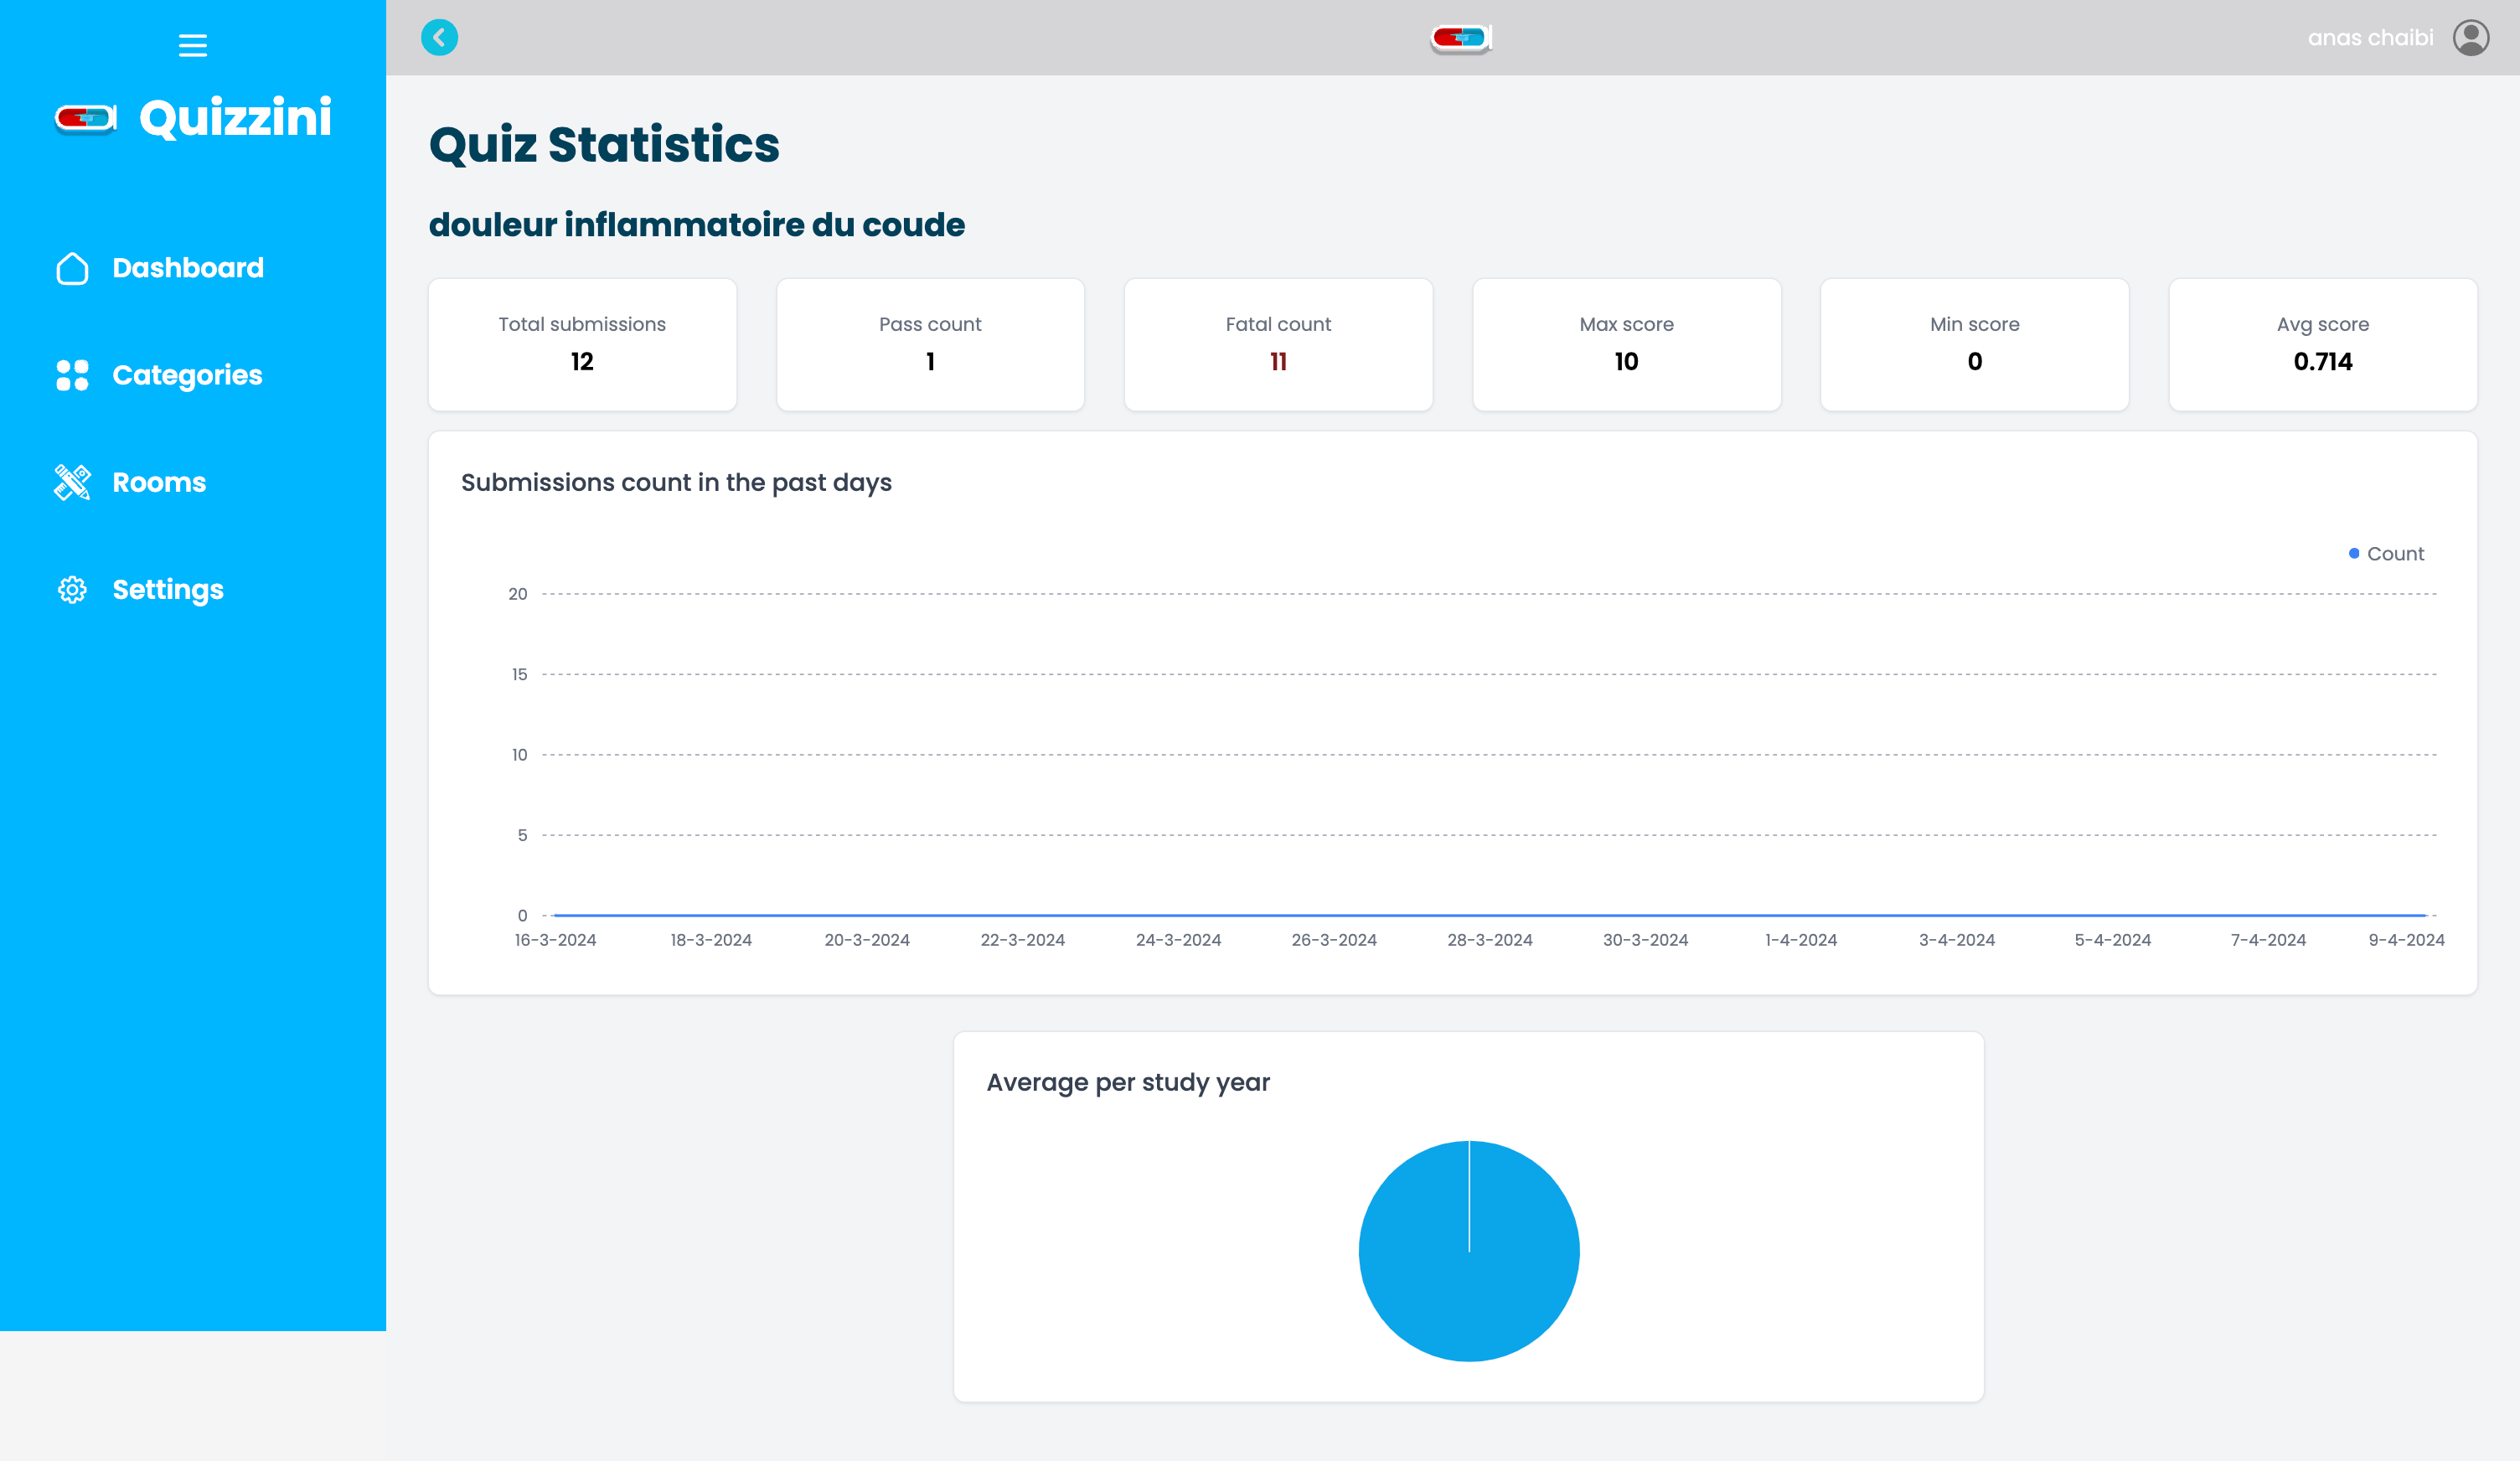 anas chaibi
Quizzini
Dashboard
Categories
Rooms
Settings
Quiz Statistics
douleur inflammatoire du coude
Total submissions
12
Pass count
1
Fatal count
11
Max score
10
Min score
0
Avg score
0.714
Submissions count in the past days
Count
20
15
10
5
0
16-3-2024 18-3-2024 20-3-2024 22-3-2024 24-3-2024 26-3-2024 28-3-2024 30-3-2024 1-4-2024 3-4-2024 5-4-2024 7-4-2024 9-4-2024
Average per study year